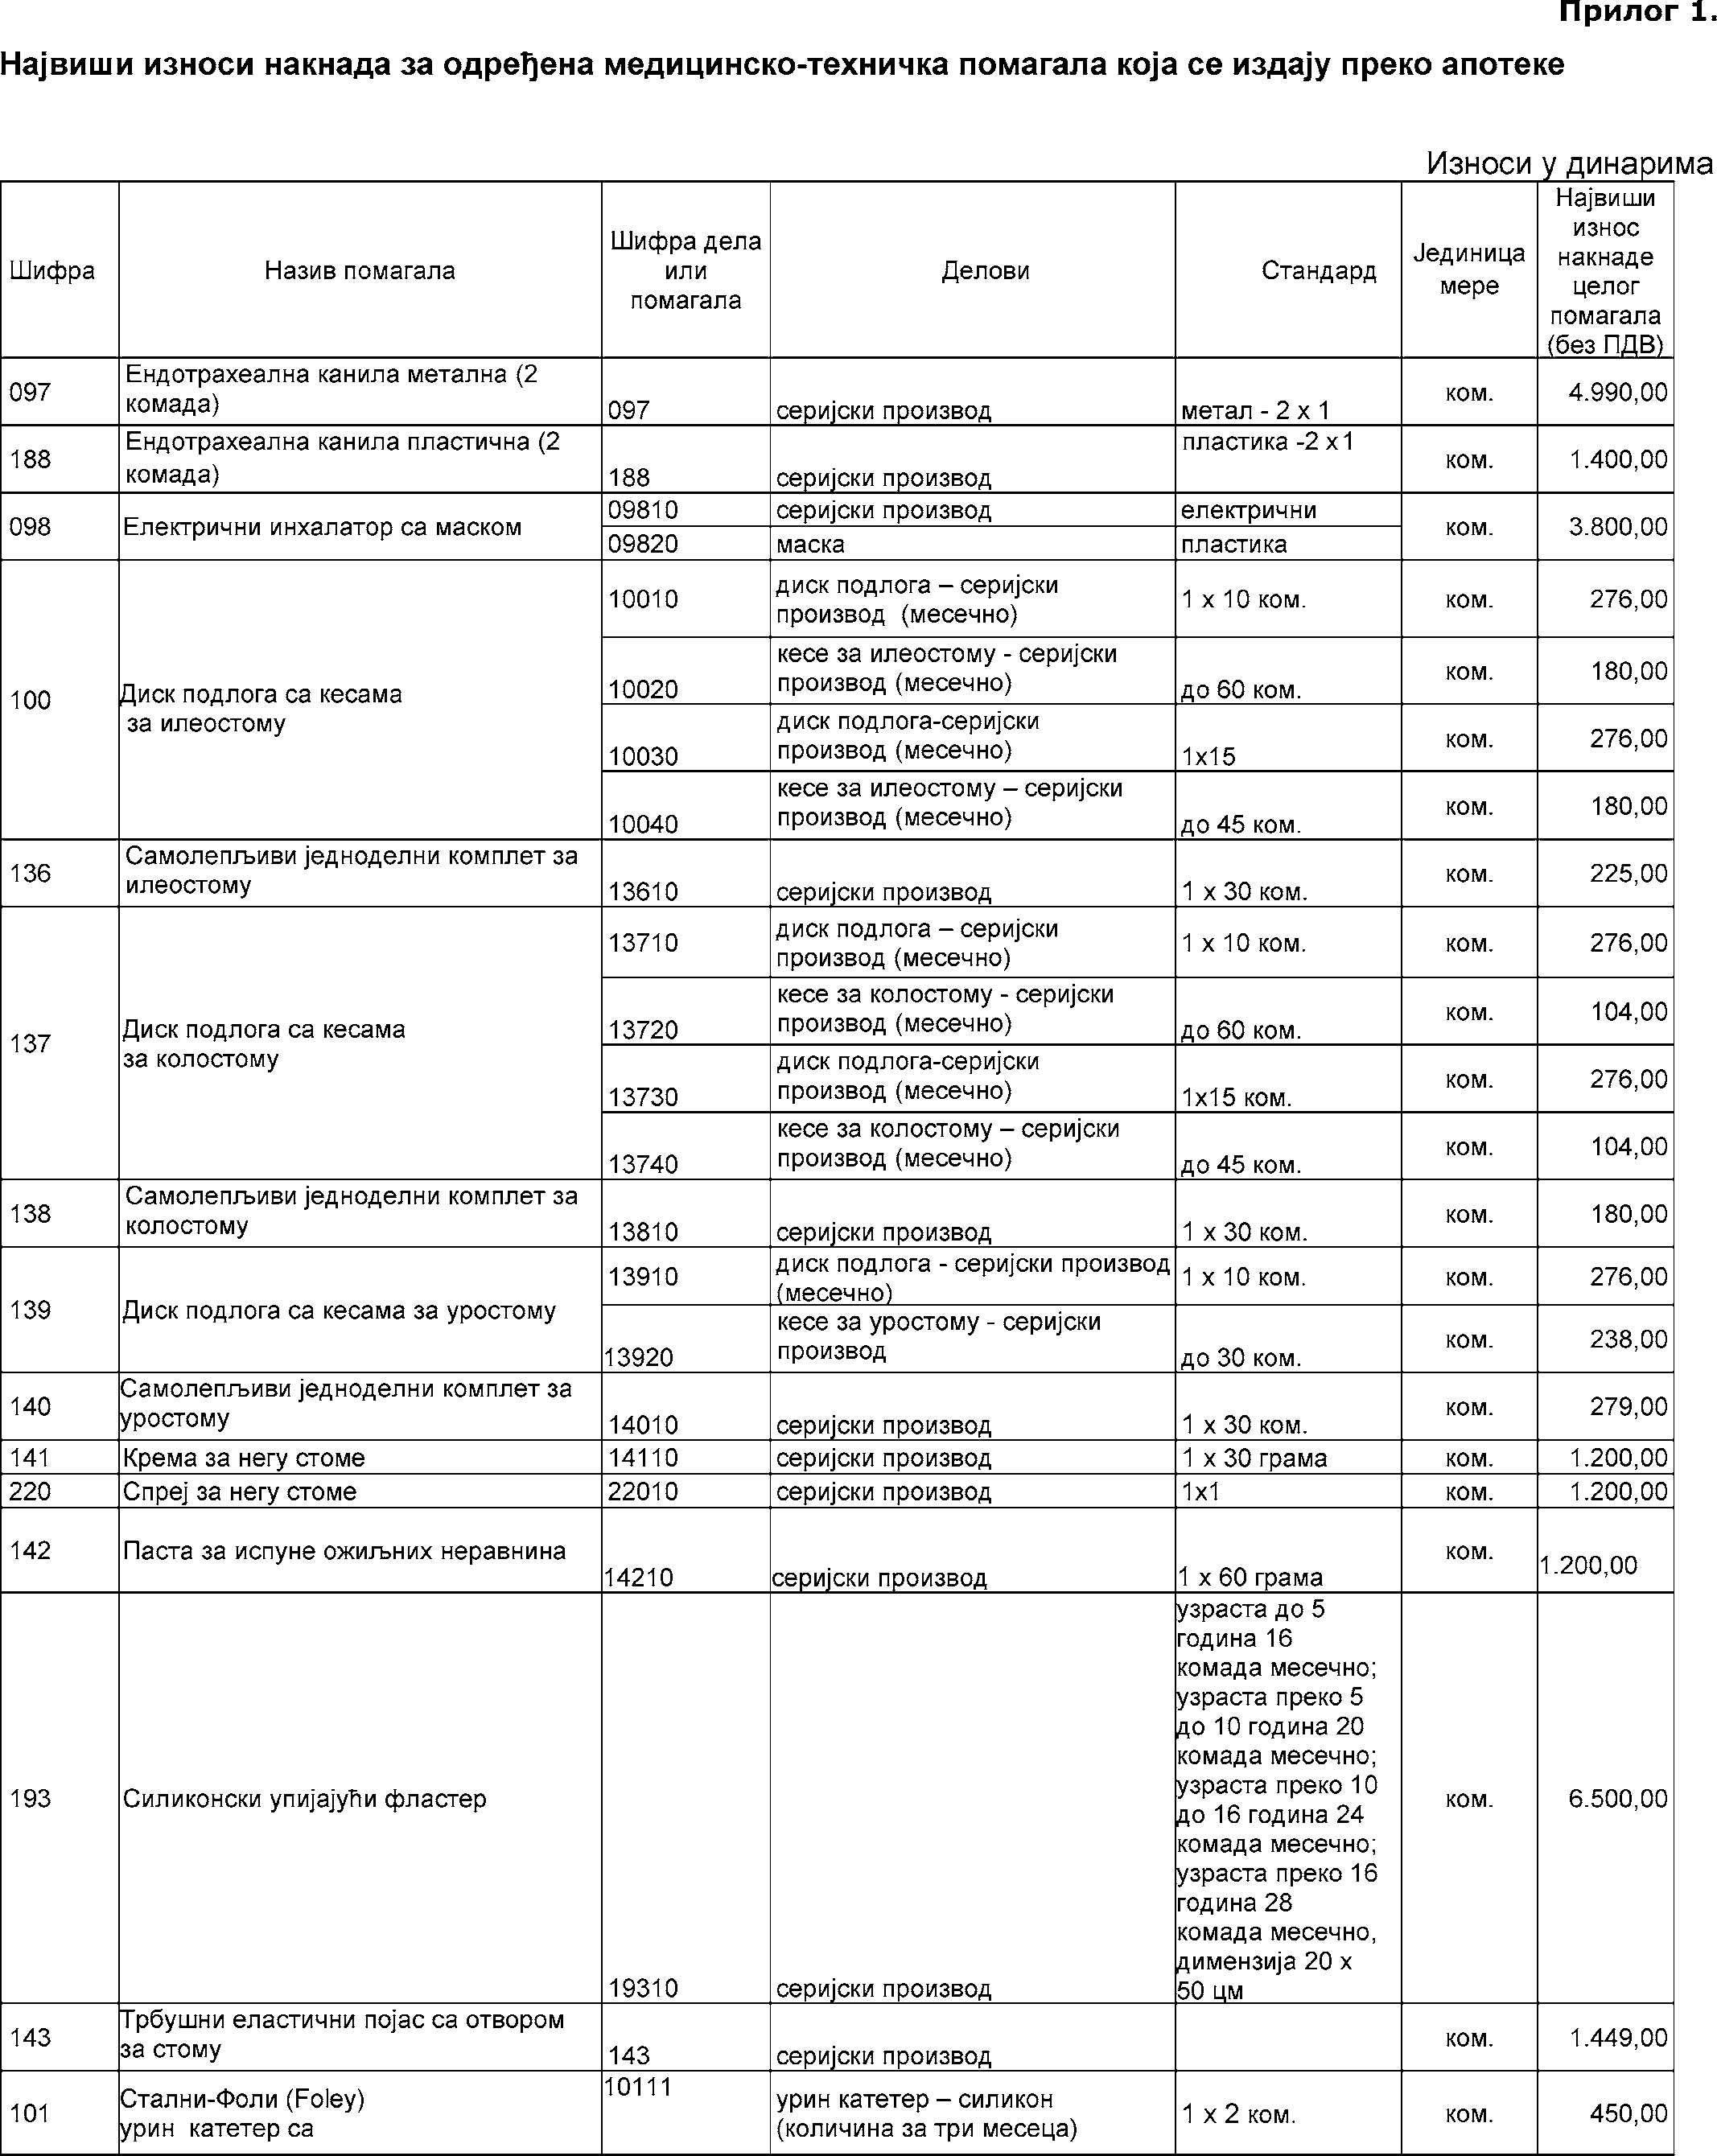 Прилог 1.
Највиши износи накнада за одређена медицинско-техничка помагала која се издају преко апотеке
Износи у динарима
Шифра
Назив помагала
Шифра дела
или
помагала
Делови
Стандард
Јединица
мере
Највиши
износ
накнаде
целог
помагала
(без ПДВ)
097
Ендотрахеална канила метална (2
комада)
097
серијски производ
метал - 2 х 1
ком.
4.990,00
188
Ендотрахеална канила пластична (2
комада)
188
серијски производ
пластика -2 х1
ком.
1.400,00
098
Електрични инхалатор са маском
09810
серијски производ
електрични
09820
маска
пластика
ком.
3.800,00
100
Диск подлога са кесама
за илеостому
10010
диск подлога – серијски
производ (месечно)
1 х 10 ком.
ком.
276,00
10020
кесе за илеостому - серијски
производ (месечно)
до 60 ком.
ком.
180,00
10030
диск подлога-серијски
производ (месечно)
1х15
ком.
276,00
10040
кесе за илеостому – серијски
производ (месечно)
до 45 ком.
ком.
180,00
136
Самолепљиви једноделни комплет за
илеостому
13610
серијски производ
1 х 30 ком.
ком.
225,00
137
Диск подлога са кесама
за колостому
13710
диск подлога – серијски
производ (месечно)
1 х 10 ком.
ком.
276,00
13720
кесе за колостому - серијски
производ (месечно)
до 60 ком.
ком.
104,00
13730
диск подлога-серијски
производ (месечно)
1х15 ком.
ком.
276,00
13740
кесе за колостому – серијски
производ (месечно)
до 45 ком.
ком.
104,00
138
Самолепљиви једноделни комплет за
колостому
13810
серијски производ
1 х 30 ком.
ком.
180,00
139
Диск подлога са кесама за уростому
13910
диск подлога - серијски производ
(месечно)
1 х 10 ком.
ком.
276,00
13920
кесе за уростому - серијски
производ
до 30 ком.
ком.
238,00
140
Самолепљиви једноделни комплет за
уростому
14010
серијски производ
1 х 30 ком.
ком.
279,00
141
Крема за негу стоме
14110
серијски производ
1 х 30 грама
ком.
1.200,00
220
Спреј за негу стоме
22010
серијски производ
1х1
ком.
1.200,00
142
Паста за испуне ожиљних неравнина
14210
серијски производ
1 х 60 грама
ком.
1.200,00
193
Силиконски упијајући фластер
19310
серијски производ
узраста до 5
година 16
комада месечно;
узраста преко 5
до 10 година 20
комада месечно;
узраста преко 10
до 16 година 24
комада месечно;
узраста преко 16
година 28
комада месечно,
димензија 20 х
50 цм
ком.
6.500,00
143
Трбушни еластични појас са отвором
за стому
143
серијски производ
ком.
1.449,00
101
Стални-Фоли (Foley)
урин катетер са
10111
урин катетер – силикон
(количина за три месеца)
1 х 2 ком.
ком.
450,00